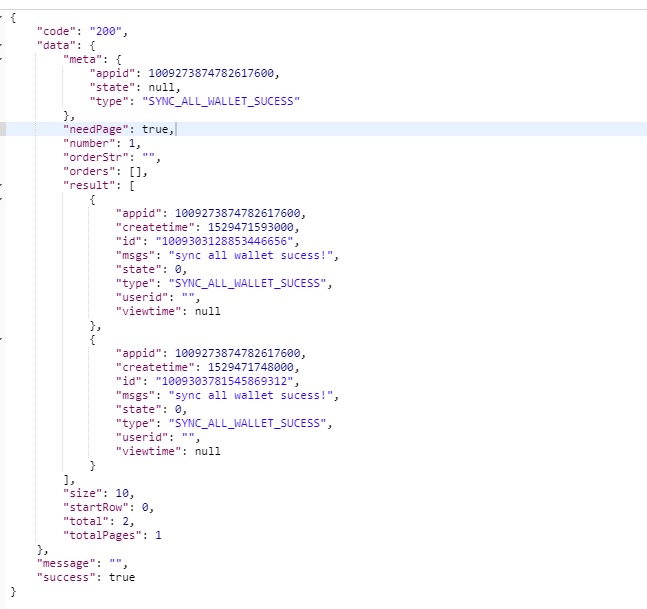 {
"code": "200",
"data": {
"meta": {
"appid": 1009273874782617600,
"state": null,
"type": "SYNC_ALL_WALLET_SUCESS"
},
"needPage": true,
"number": 1,
"orderStr": "",
"orders": [],
"result": [
{
"appid": 1009273874782617600,
"createtime": 1529471593000,
"id": "1009303128853446656",
"msgs": "sync all wallet sucess!",
"state": 0,
"type": "SYNC_ALL_WALLET_SUCESS",
"userid": "",
"viewtime": null
},
{
"appid": 1009273874782617600,
"createtime": 1529471748000,
"id": "1009303781545869312",
"msgs": "sync all wallet sucess!",
"state": 0,
"type": "SYNC_ALL_WALLET_SUCESS",
"userid": "",
"viewtime": null
}
],
"size": 10,
"startRow": 0,
"total": 2,
"totalPages": 1
},
"message": "",
"success": true
}